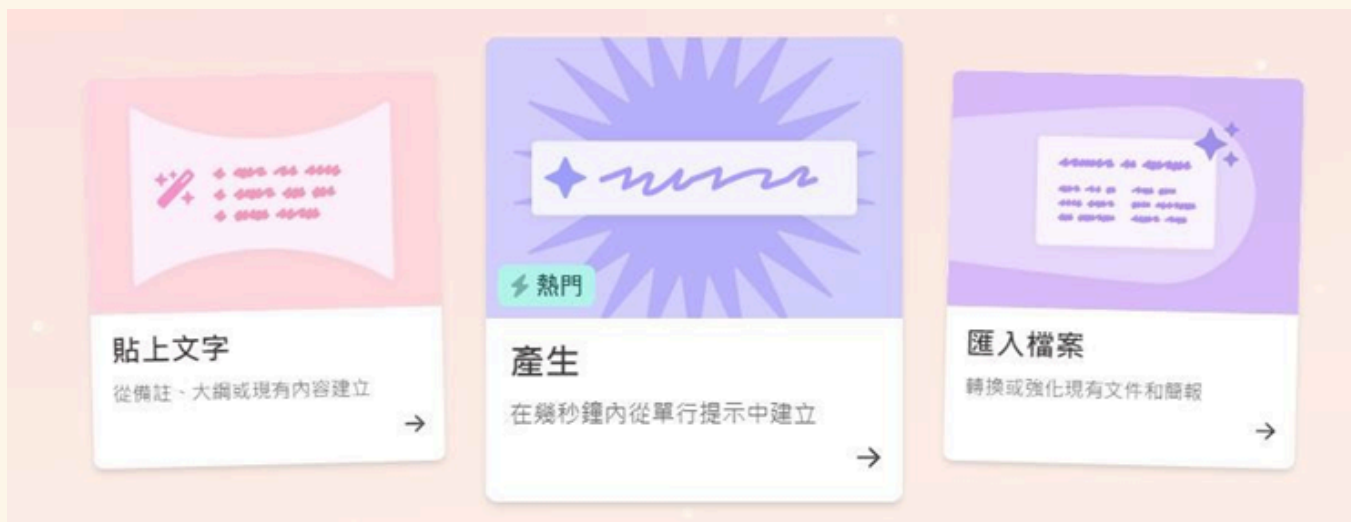 貼上文字
從備註、大綱或現有內容建立
熱門
產生
在幾秒鐘內從單行提示中建立
匯入檔案
轉換或強化現有文件和簡報